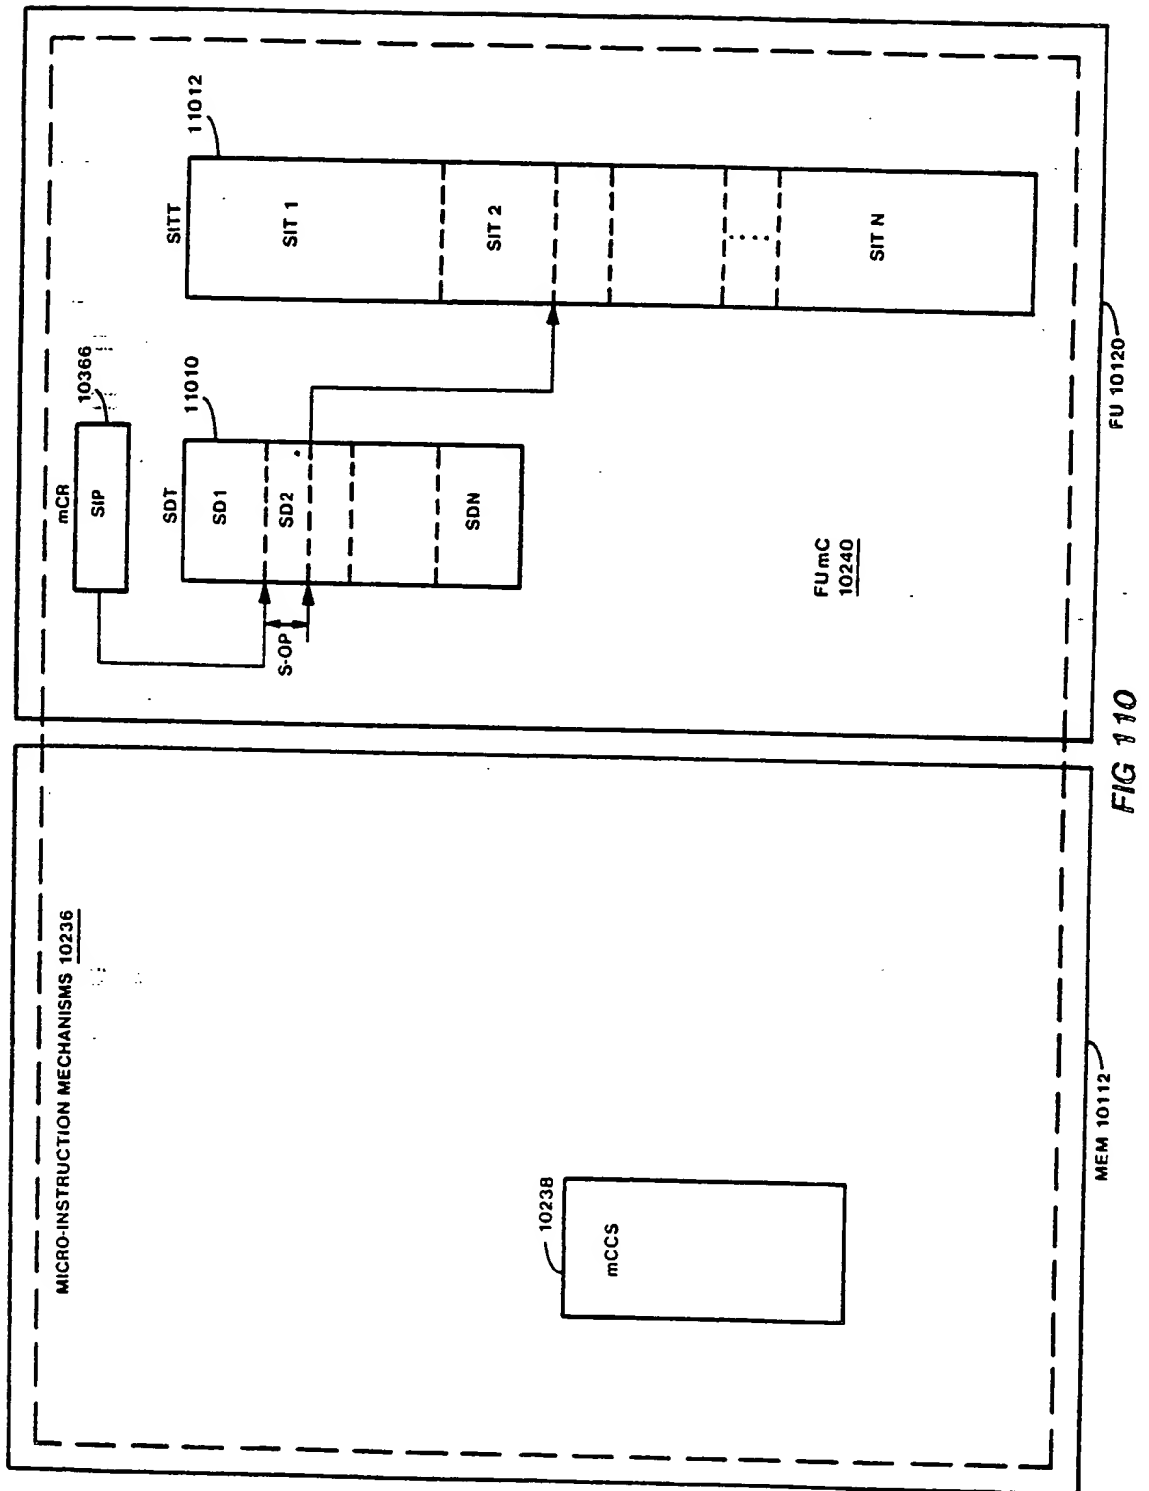 MICRO-INSTRUCTION MECHANISMS 10236
10238
mCCS
MEM 10112
mCR
10366
SIP
SDT
11010
SD1
SD2
SDN
S-OP
SITT
11012
SIT 1
SIT 2
SIT N
FUmC
10240
FU 10120
FIG 110